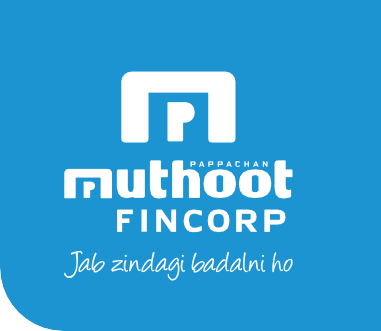 PAPPACHAN
muthoot
FINCORP
Jab zindagi badalni ho